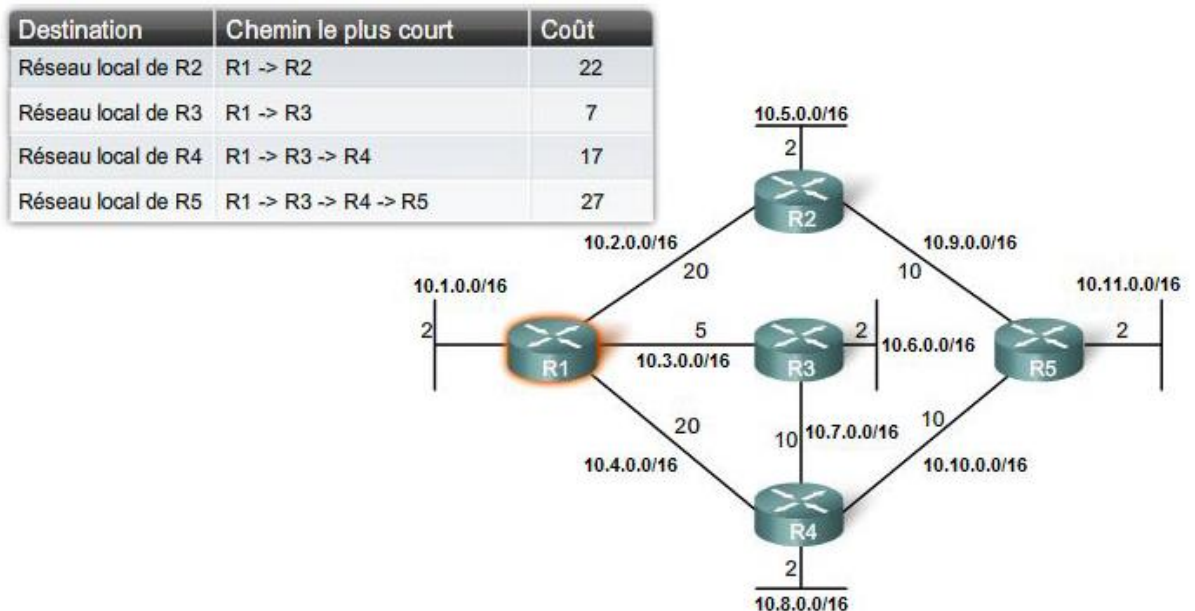 Destination Chemin le plus court Coût
Réseau local de R2 R1 -> R2 22
Réseau local de R3 R1 -> R3 7
Réseau local de R4 R1 -> R3 -> R4 17
Réseau local de R5 R1 -> R3 -> R4 -> R5 27
10.5.0.0/16
2
R2
10.2.0.0/16
20
10.9.0.0/16
10
10.1.0.0/16
2
R1
5
10.3.0.0/16
R3
2
10.6.0.0/16
R5
2
10.11.0.0/16
20
10.4.0.0/16
10
10.7.0.0/16
10
10.10.0.0/16
R4
2
10.8.0.0/16